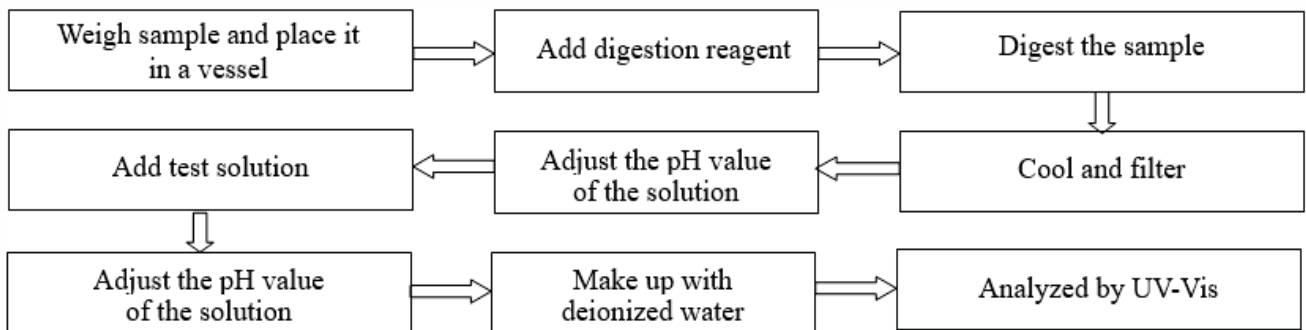 Weigh sample and place it
in a vessel
Add digestion reagent
Digest the sample
Cool and filter
Adjust the pH value
of the solution
Add test solution
Adjust the pH value
of the solution
Make up with
deionized water
Analyzed by UV-Vis